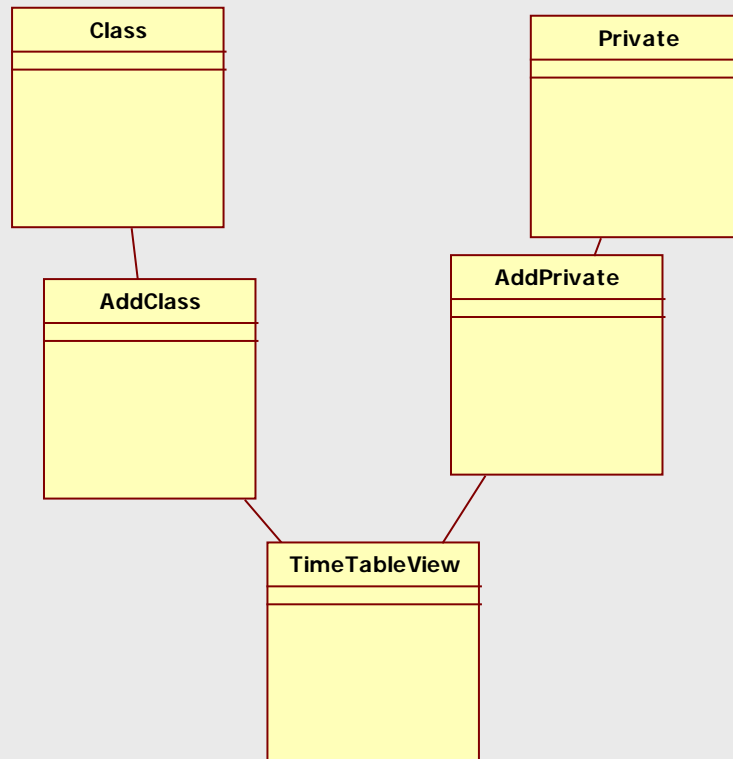 Class
Private
AddClass
AddPrivate
TimeTableView